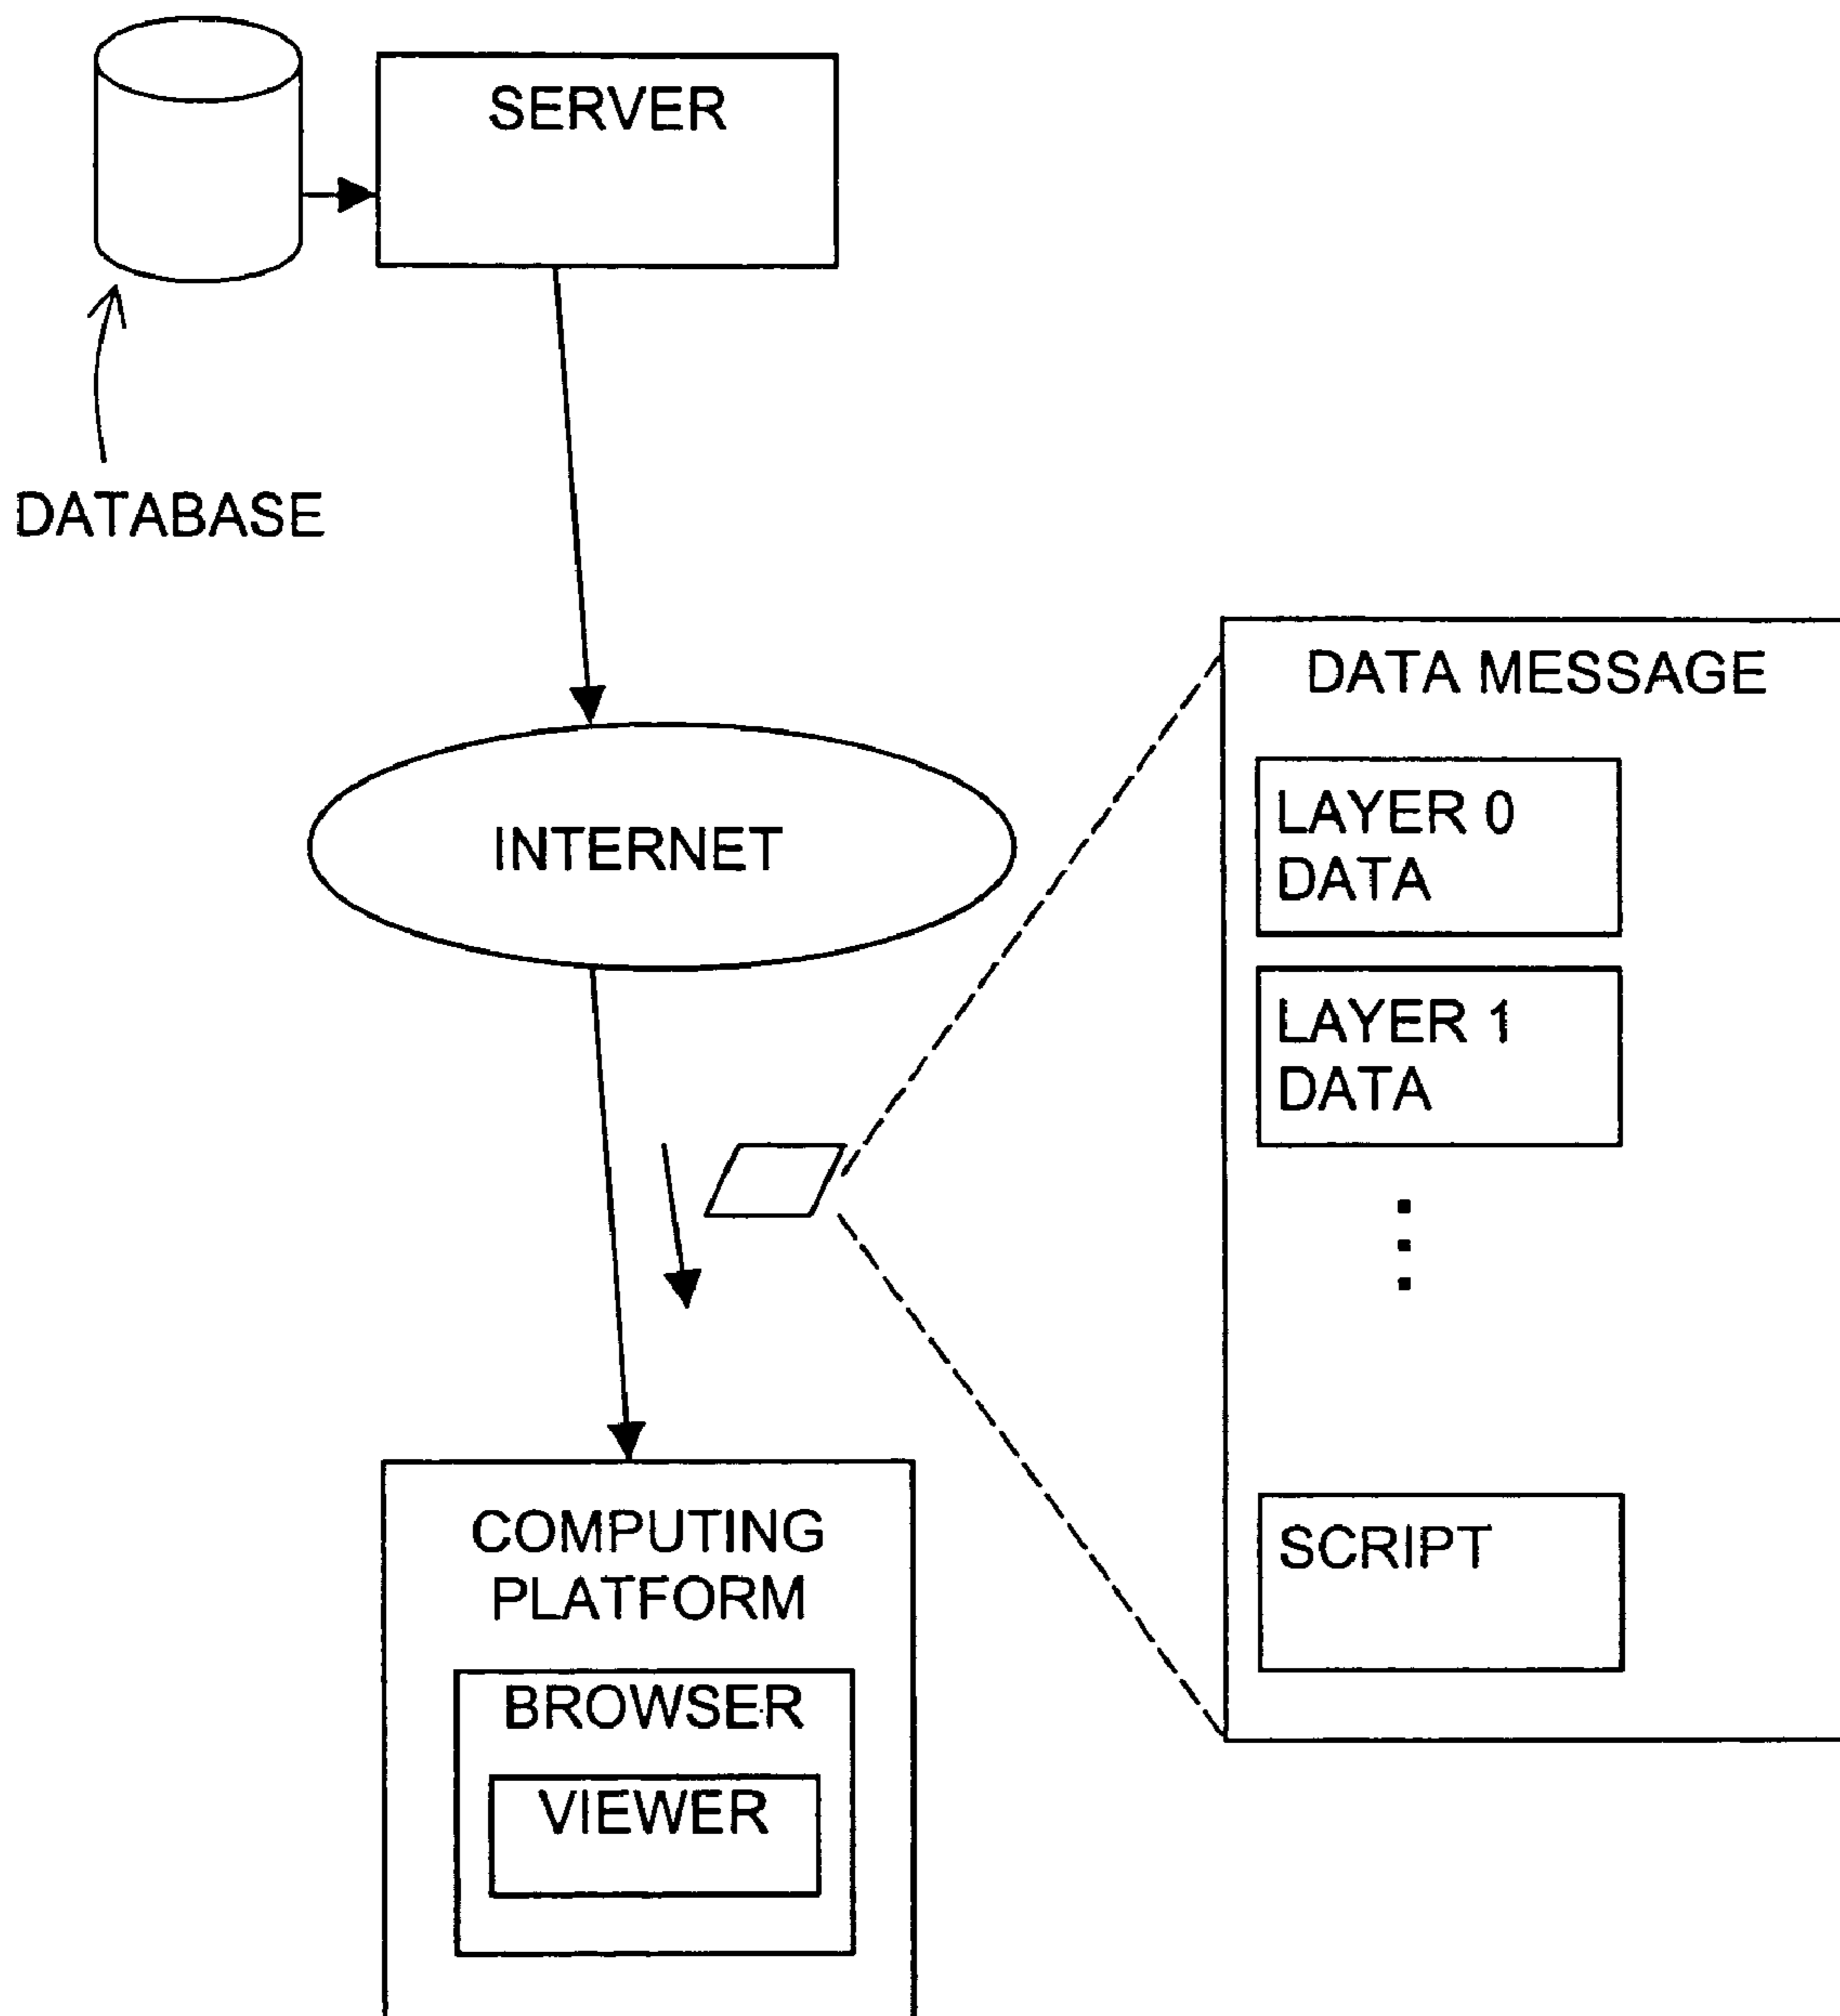 SERVER
DATABASE
INTERNET
DATA MESSAGE
LAYER 0
DATA
LAYER 1
DATA
SCRIPT
COMPUTING
PLATFORM
BROWSER
VIEWER